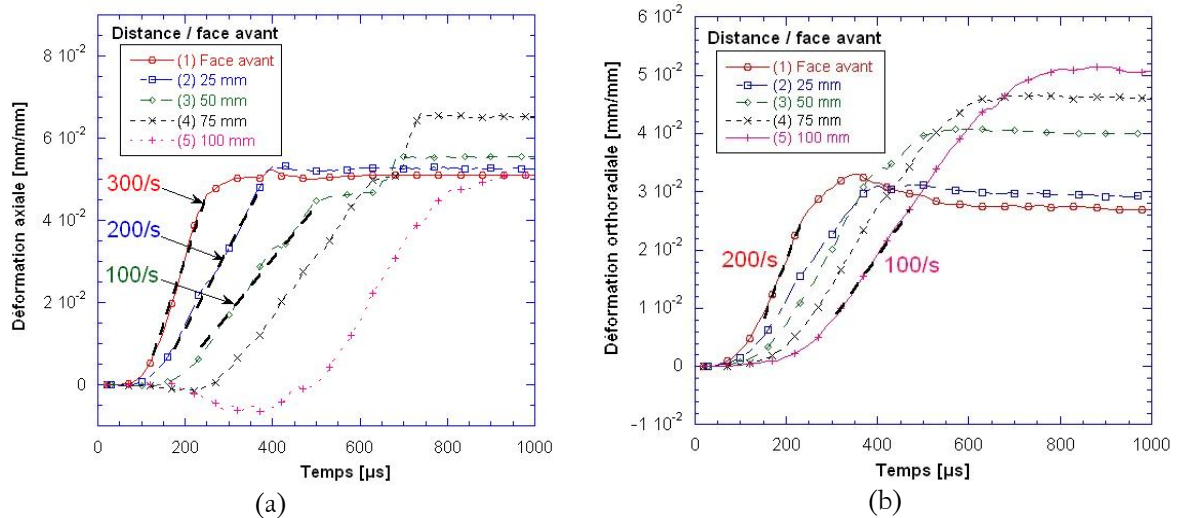 Distance / face avant
(1) Face avant
(2) 25 mm
(3) 50 mm
(4) 75 mm
(5) 100 mm
8 10⁻²
6 10⁻²
4 10⁻²
2 10⁻²
0
Déformation axiale [mm/mm]
300/s
200/s
100/s
0 200 400 600 800 1000
Temps [µs]
(a)
Distance / face avant
(1) Face avant
(2) 25 mm
(3) 50 mm
(4) 75 mm
(5) 100 mm
6 10⁻²
5 10⁻²
4 10⁻²
3 10⁻²
2 10⁻²
1 10⁻²
0
-1 10⁻²
Déformation orthoradiale [mm/mm]
200/s
100/s
0 200 400 600 800 1000
Temps [µs]
(b)